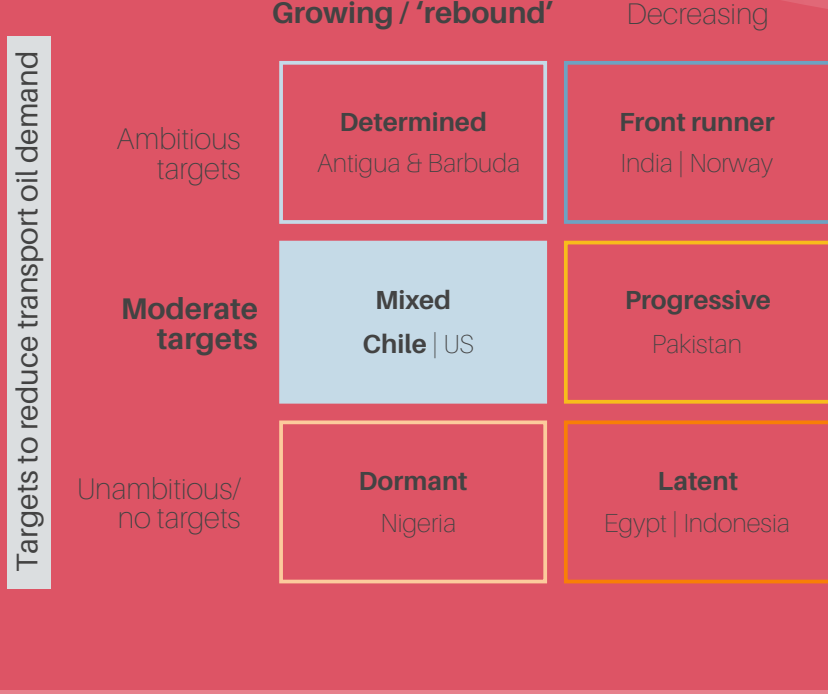 Growing / ‘rebound’
Decreasing
Targets to reduce transport oil demand
Ambitious
targets
Determined
Antigua & Barbuda
Front runner
India | Norway
Moderate
targets
Mixed
Chile | US
Progressive
Pakistan
Unambitious/
no targets
Dormant
Nigeria
Latent
Egypt | Indonesia